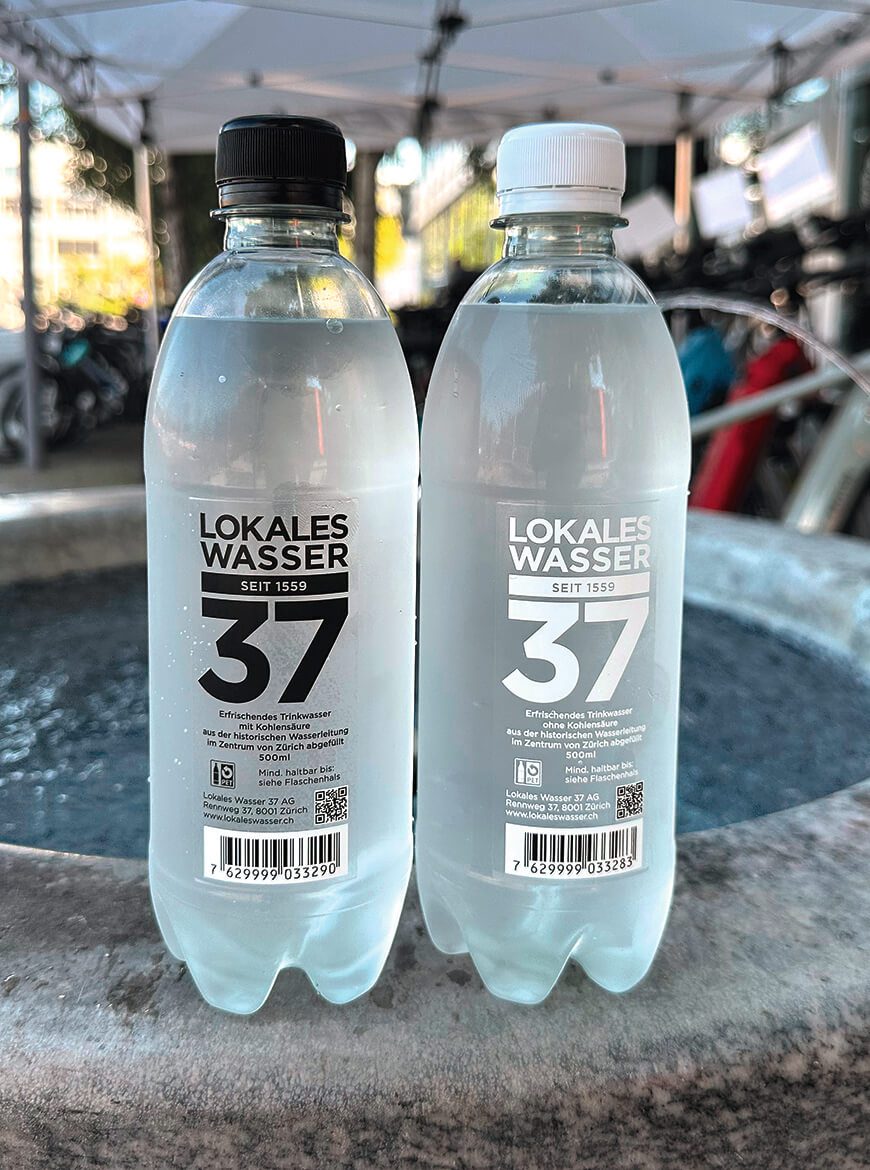 LOKALES
WASSER
SEIT 1559
37
Erfrischendes Trinkwasser
mit Kohlensäure
aus der historischen Wasserleitung
im Zentrum von Zürich abgefüllt
500ml
PET
Mind. haltbar bis:
siehe Flaschenhals
Lokales Wasser 37 AG
Rennweg 37, 8001 Zürich
www.lokaleswasser.ch
7 629999 033290
LOKALES
WASSER
SEIT 1559
37
Erfrischendes Trinkwasser
ohne Kohlensäure
aus der historischen Wasserleitung
im Zentrum von Zürich abgefüllt
500ml
PET
Mind. haltbar bis:
siehe Flaschenhals
Lokales Wasser 37 AG
Rennweg 37, 8001 Zürich
www.lokaleswasser.ch
7 629999 033283